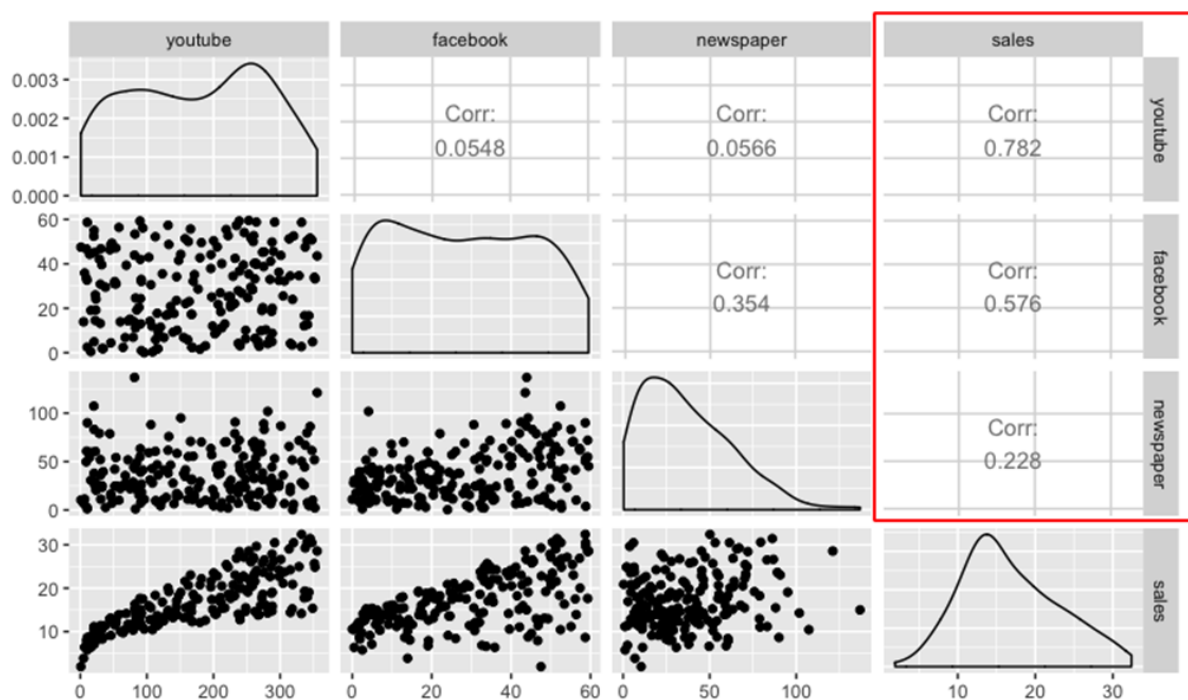 youtube
facebook
newspaper
sales
0.003
0.002
0.001
0.000
Corr:
0.0548
Corr:
0.0566
Corr:
0.782
youtube
60
40
20
0
Corr:
0.354
Corr:
0.576
facebook
100
50
0
Corr:
0.228
newspaper
30
20
10
sales
0 100 200 300
0 20 40 60
0 50 100
10 20 30